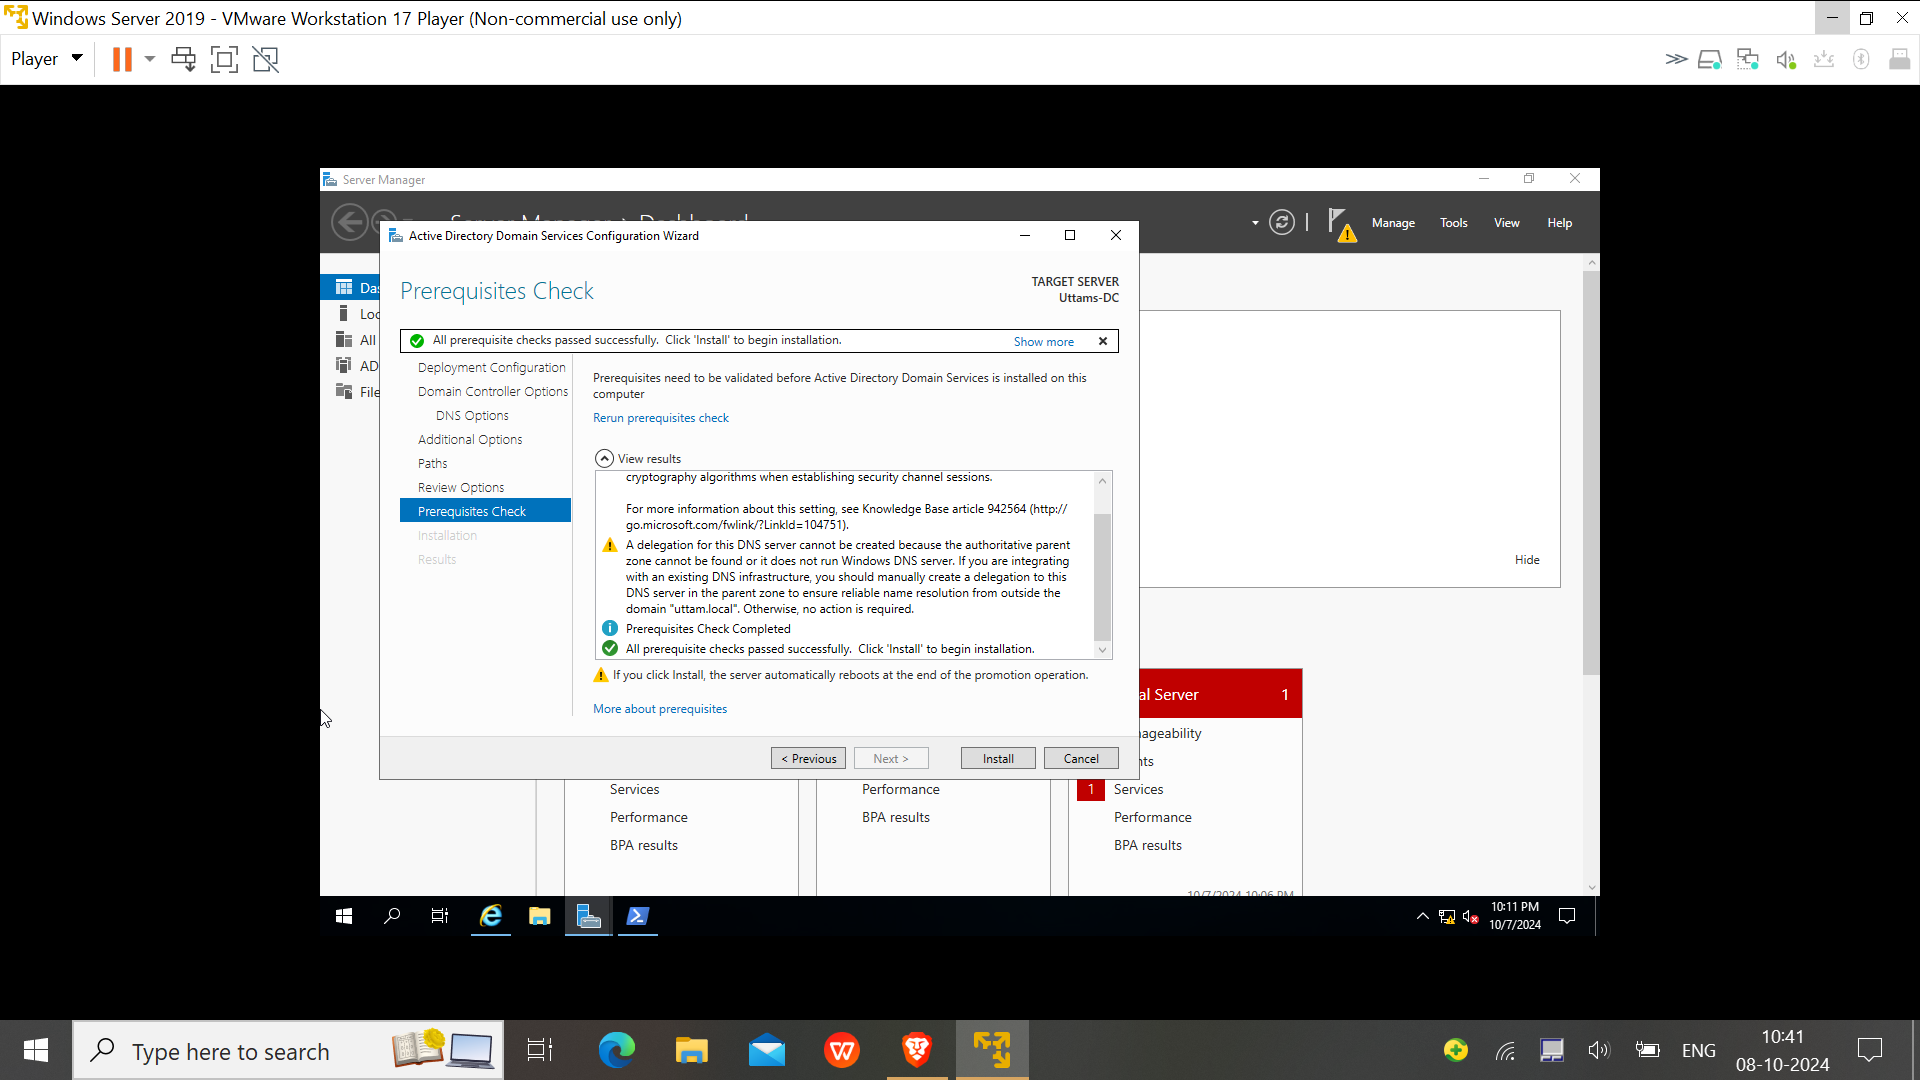 Windows Server 2019 - VMware Workstation 17 Player (Non-commercial use only)
Player
Server Manager
Manage Tools View Help
Active Directory Domain Services Configuration Wizard
Prerequisites Check
TARGET SERVER
Uttams-DC
All prerequisite checks passed successfully. Click 'Install' to begin installation.
Show more
Deployment Configuration
Domain Controller Options
DNS Options
Additional Options
Paths
Review Options
Prerequisites Check
Installation
Results
Prerequisites need to be validated before Active Directory Domain Services is installed on this
computer
Rerun prerequisites check
View results
cryptography algorithms when establishing security channel sessions.
For more information about this setting, see Knowledge Base article 942564 (http://
go.microsoft.com/fwlink/?LinkId=104751).
A delegation for this DNS server cannot be created because the authoritative parent
zone cannot be found or it does not run Windows DNS server. If you are integrating
with an existing DNS infrastructure, you should manually create a delegation to this
DNS server in the parent zone to ensure reliable name resolution from outside the
domain "uttam.local". Otherwise, no action is required.
Prerequisites Check Completed
All prerequisite checks passed successfully. Click 'Install' to begin installation.
If you click Install, the server automatically reboots at the end of the promotion operation.
More about prerequisites
< Previous
Next >
Install
Cancel
Das
Loc
All
AD
File
Hide
al Server 1
ageability
nts
1 Services
Performance
BPA results
Services
Performance
BPA results
Performance
BPA results
10/7/2024 10:06 PM
10:11 PM
10/7/2024
Type here to search
ENG
10:41
08-10-2024